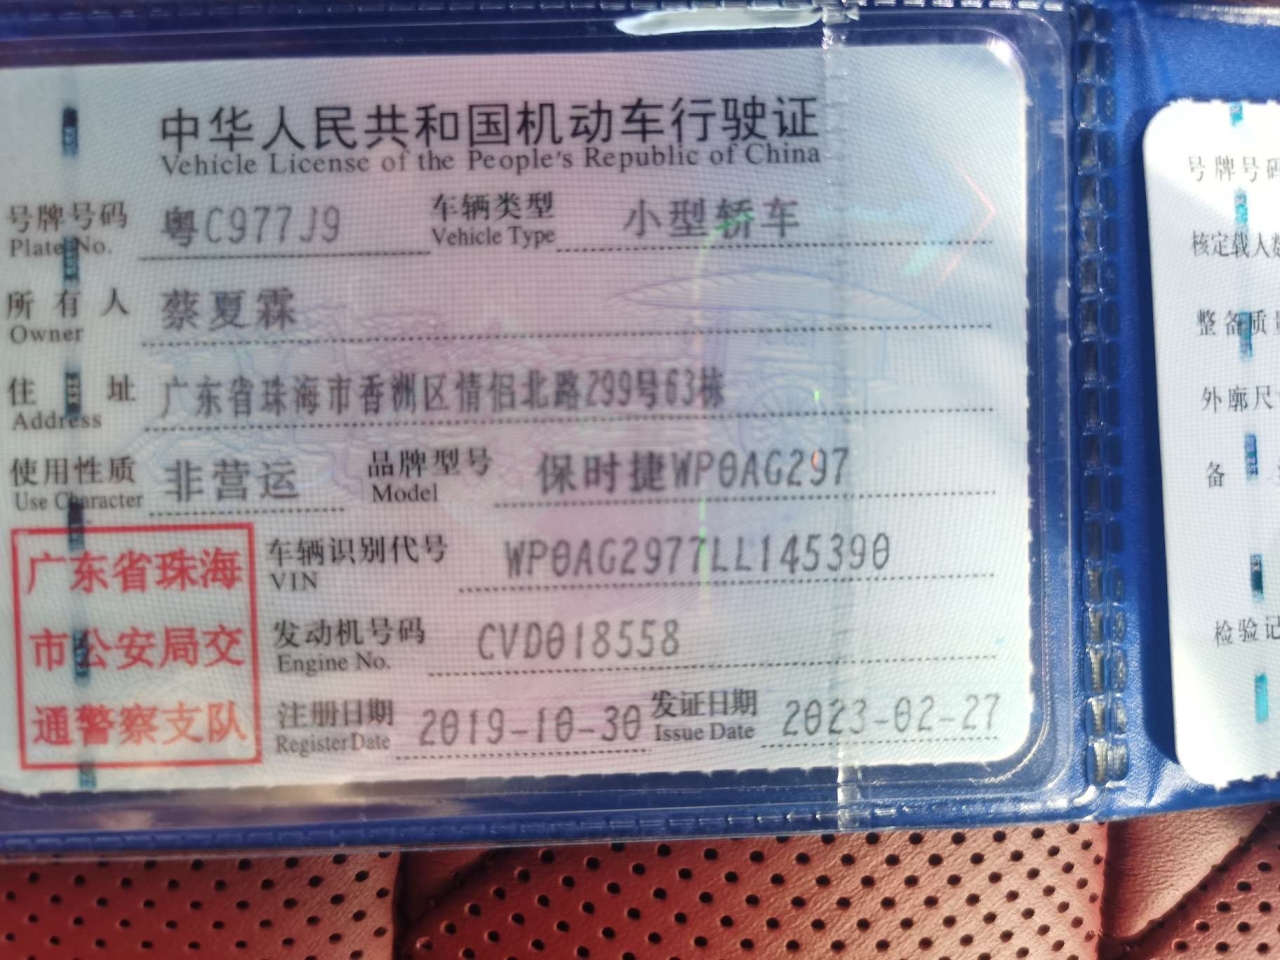 中华人民共和国机动车行驶证
Vehicle License of the People's Republic of China
号牌号码 粤C977J9 车辆类型 小型轿车
Plate No. Vehicle Type
所有人 蔡夏霖
Owner
住址 广东省珠海市香洲区情侣北路299号63栋
Address
使用性质 非营运 品牌型号 保时捷WP0AG297
Use Character Model
广东省珠海
市公安局交
通警察支队
车辆识别代号 WP0AG2977LL145390
VIN
发动机号码 CVD018558
Engine No.
注册日期 2019-10-30 发证日期 2023-02-27
Register Date Issue Date
号牌号码
核定载人数
整备质量
外廓尺
备
检验记